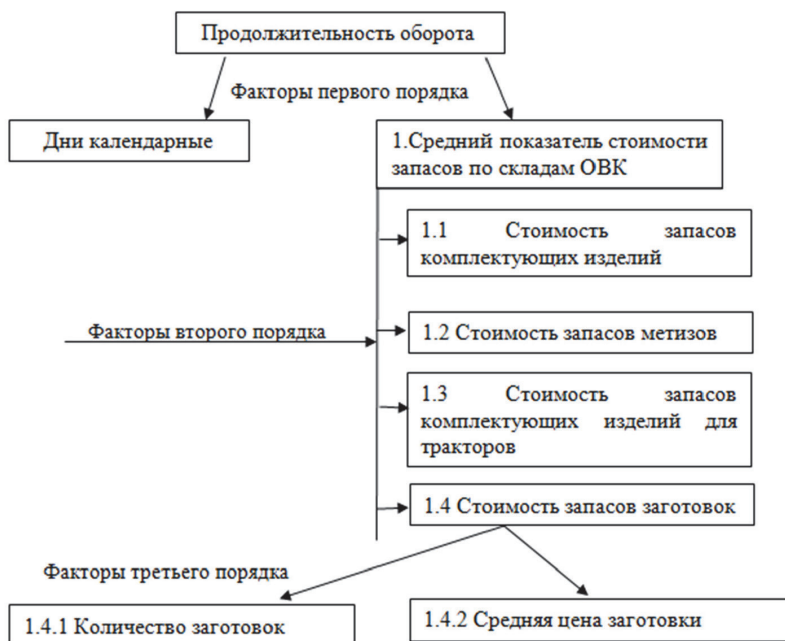 Продолжительность оборота
Факторы первого порядка
Дни календарные
1.Средний показатель стоимости
запасов по складам ОВК
1.1 Стоимость запасов
комплектующих изделий
Факторы второго порядка
1.2 Стоимость запасов метизов
1.3 Стоимость запасов
комплектующих изделий для
тракторов
1.4 Стоимость запасов заготовок
Факторы третьего порядка
1.4.1 Количество заготовок
1.4.2 Средняя цена заготовки